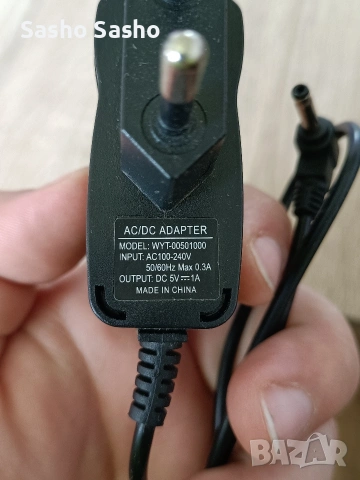 Sasho Sasho
AC/DC ADAPTER
MODEL: WYT-00501000
INPUT: AC100-240V
50/60Hz Max 0.3A
OUTPUT: DC 5V⎓1A
MADE IN CHINA
BAZAR